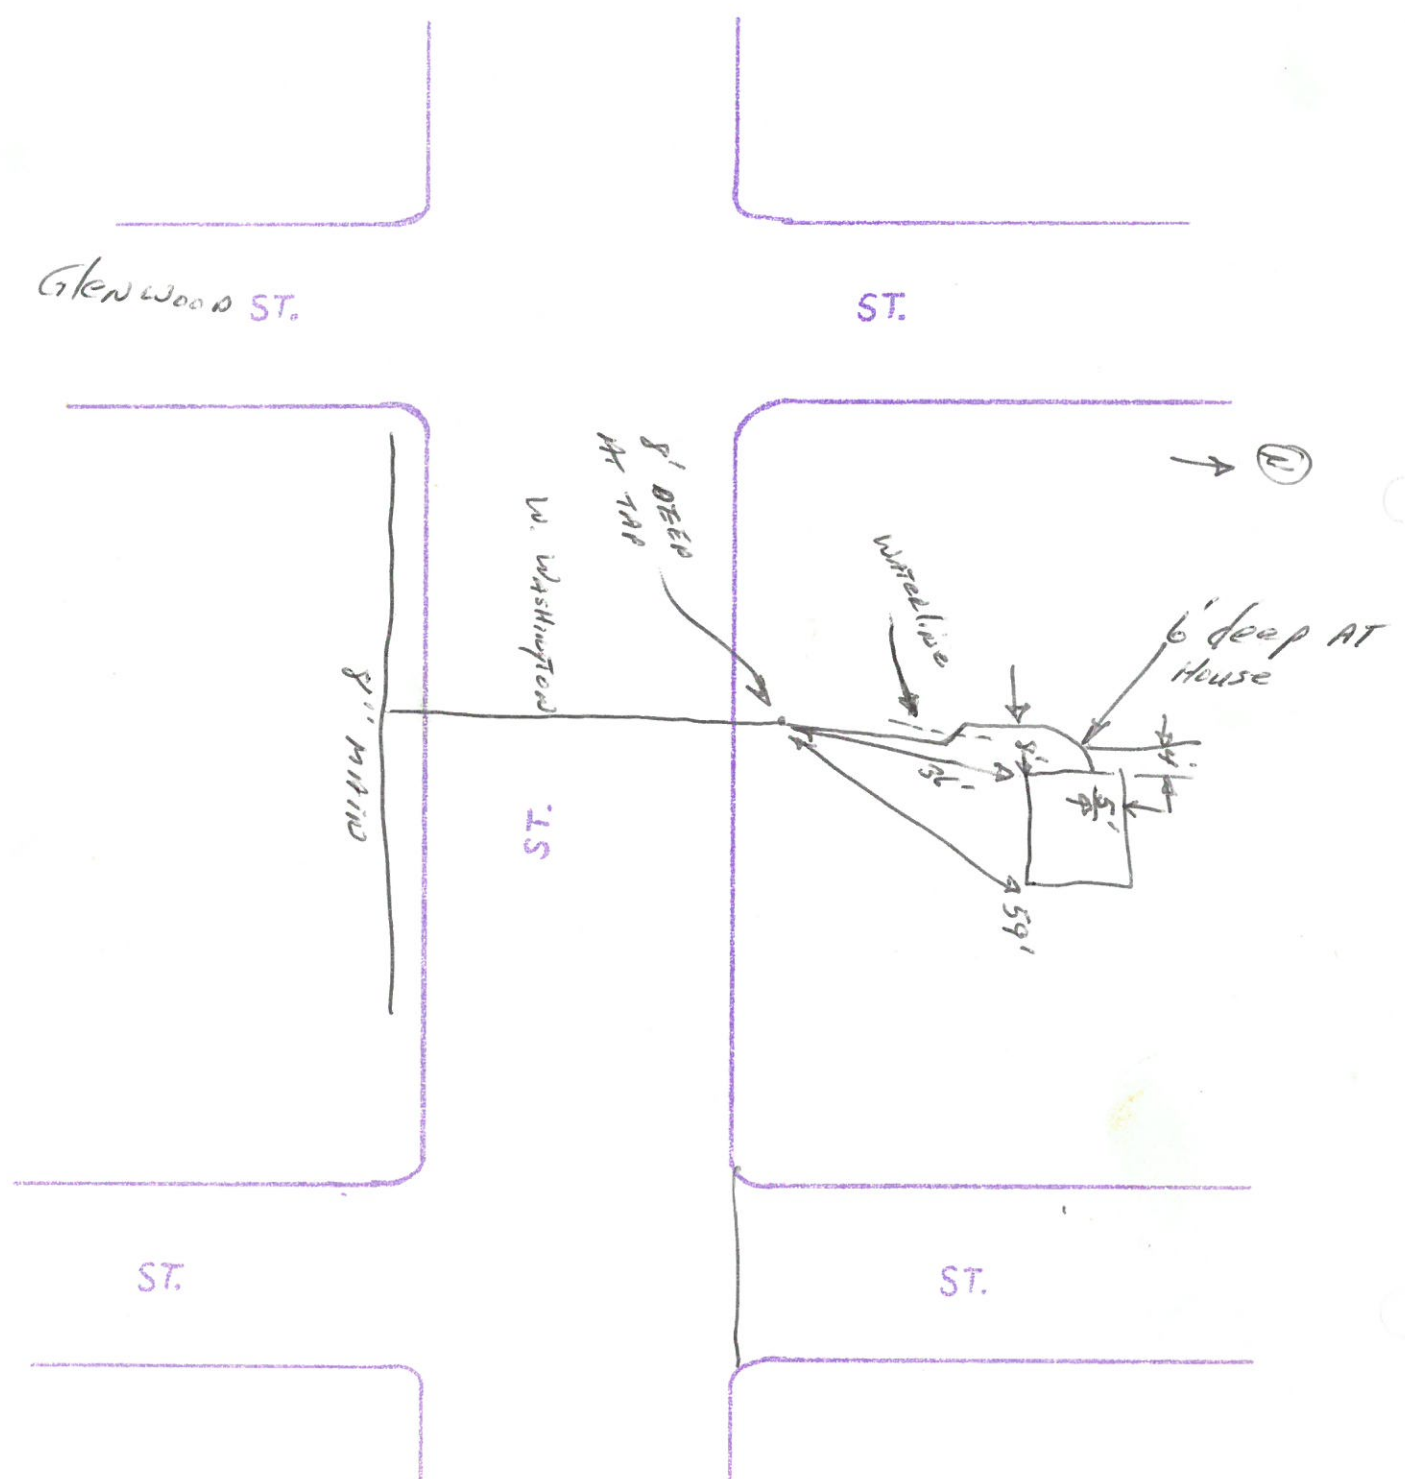 Glenwood ST.
ST.
8' DEEP
AT TAP
W. WASHINGTON
ST.
WATERLINE
N
6' deep AT
House
8" MAIN
8'
4'
5'
59'
ST.
ST.